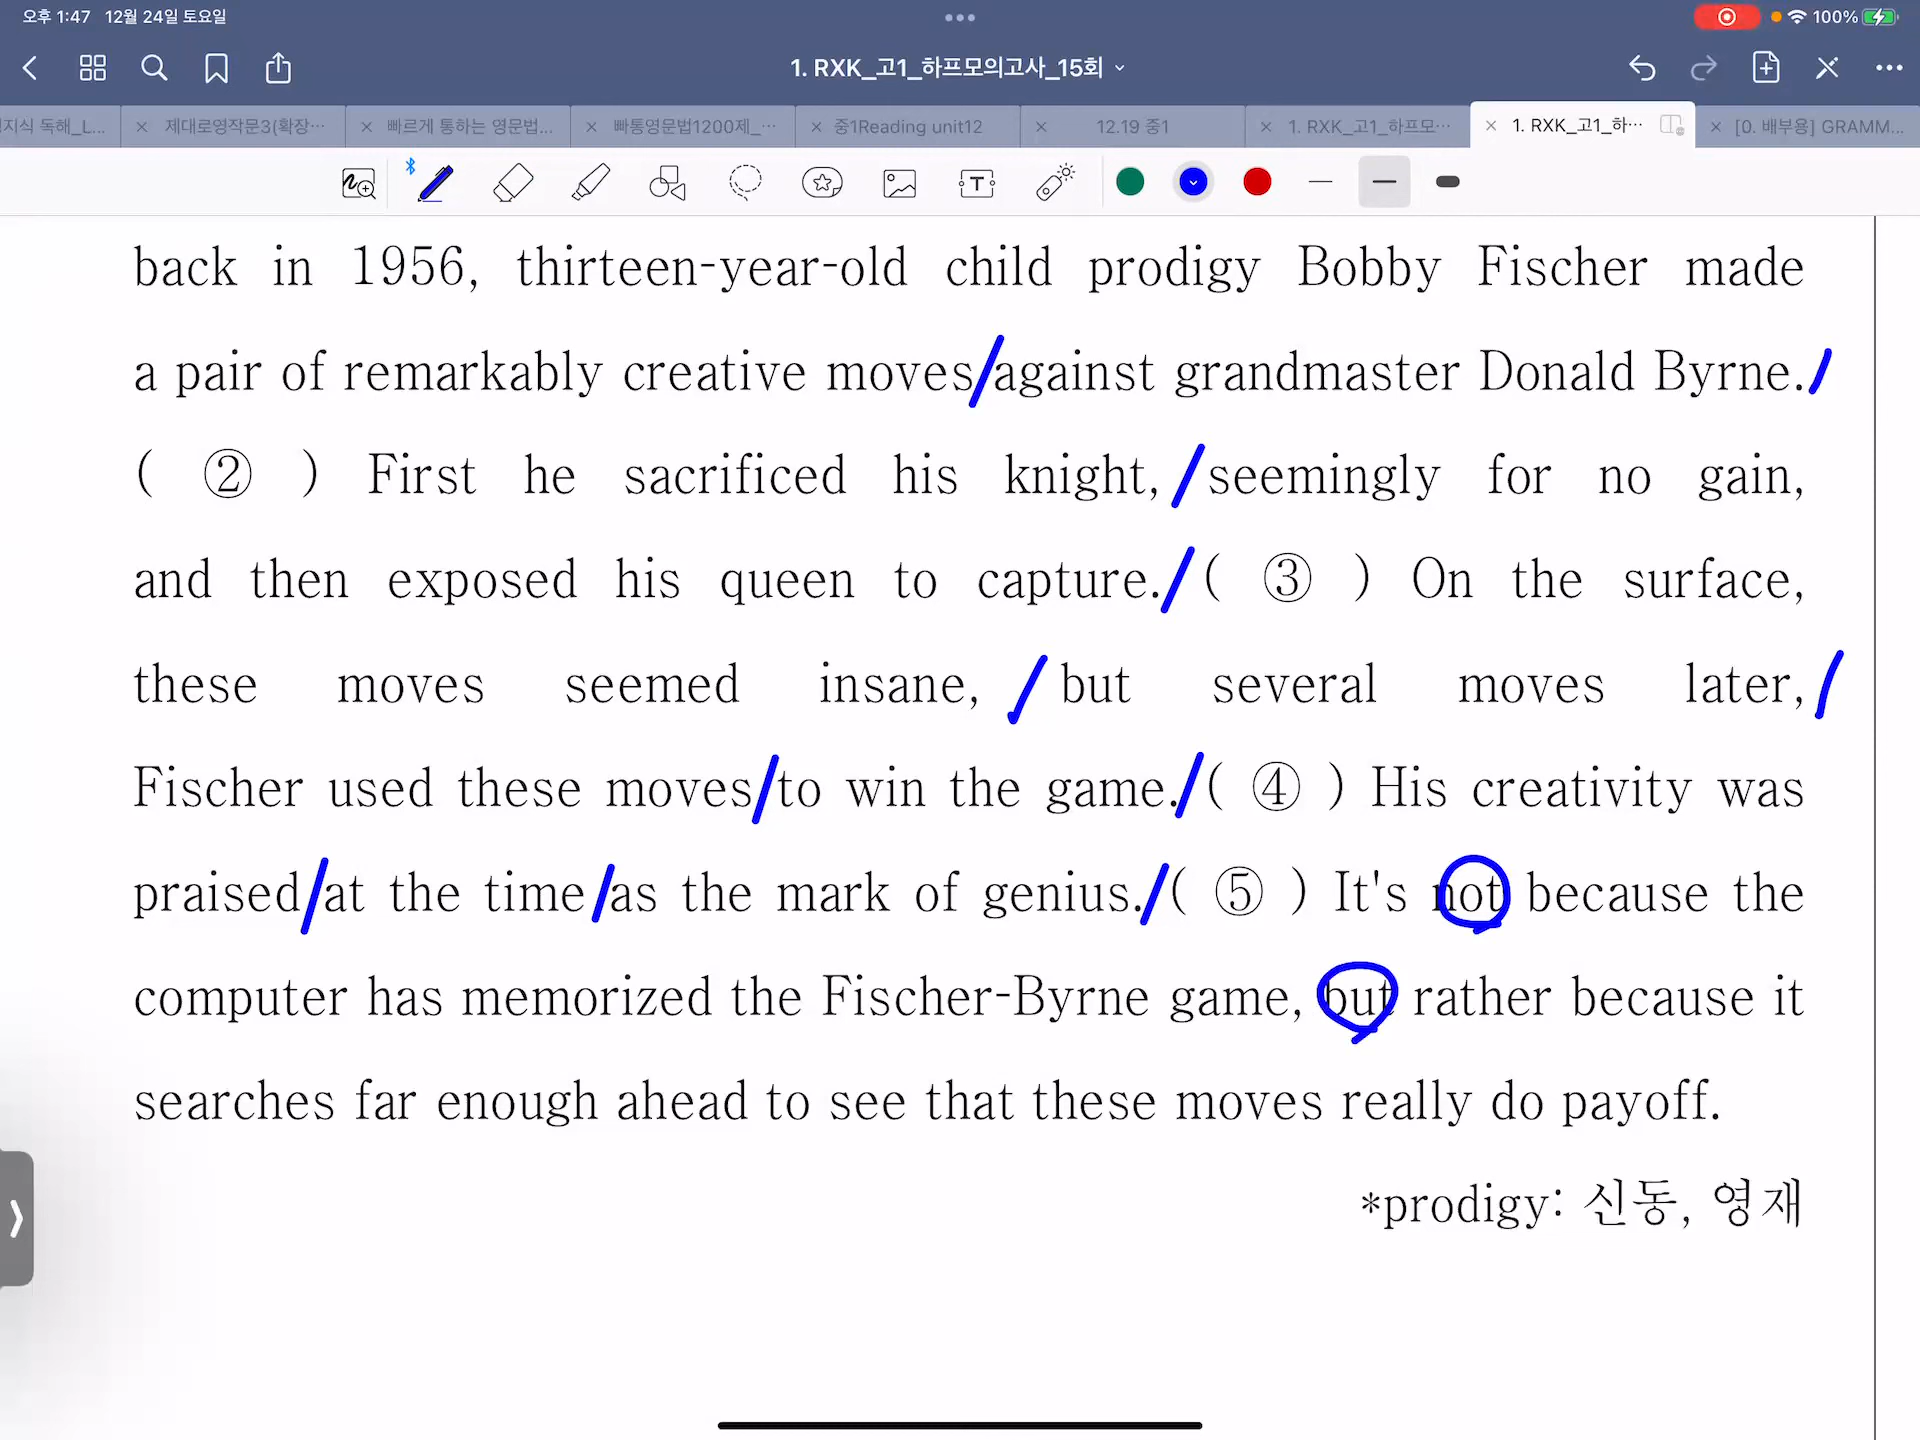 오후 1:47 12월 24일 토요일
100%
1. RXK_고1_하프모의고사_15회
지식 독해_L...
제대로영작문3(확장...
빠르게 통하는 영문법...
빠통영문법1200제_...
중1Reading unit12
12.19 중1
1. RXK_고1_하프모...
1. RXK_고1_하...
[0. 배부용] GRAMM...
back in 1956, thirteen-year-old child prodigy Bobby Fischer made
a pair of remarkably creative moves/against grandmaster Donald Byrne./
( ② ) First he sacrificed his knight, /seemingly for no gain,
and then exposed his queen to capture./( ③ ) On the surface,
these moves seemed insane, /but several moves later,/
Fischer used these moves/to win the game./( ④ ) His creativity was
praised/at the time/as the mark of genius./( ⑤ ) It's not because the
computer has memorized the Fischer-Byrne game, but rather because it
searches far enough ahead to see that these moves really do payoff.
*prodigy: 신동, 영재